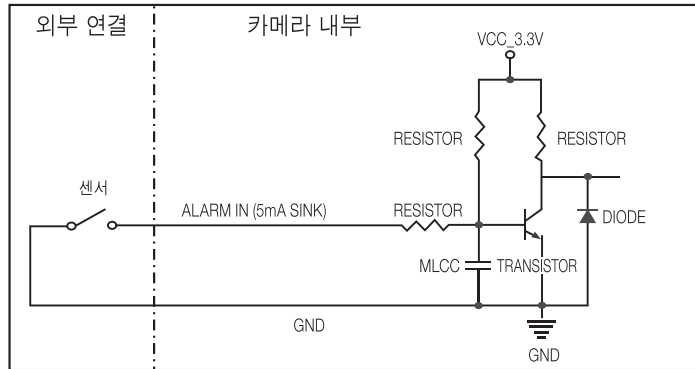 외부 연결
카메라 내부
VCC_3.3V
RESISTOR
RESISTOR
센서
ALARM IN (5mA SINK)
RESISTOR
DIODE
MLCC
TRANSISTOR
GND
GND